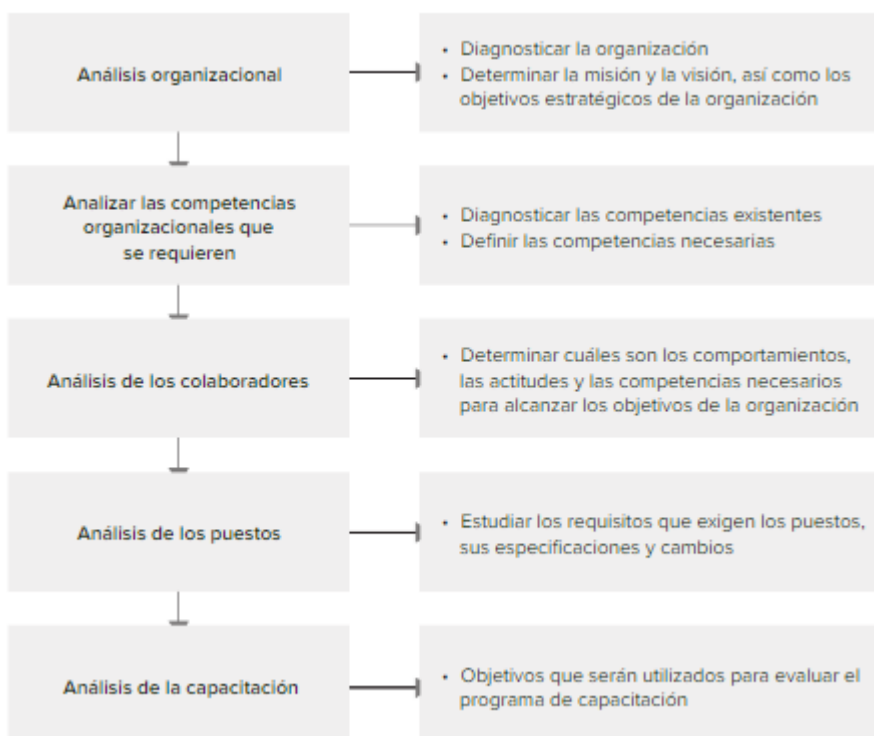 Análisis organizacional
• Diagnosticar la organización
• Determinar la misión y la visión, así como los
objetivos estratégicos de la organización
Analizar las competencias
organizacionales que
se requieren
• Diagnosticar las competencias existentes
• Definir las competencias necesarias
Análisis de los colaboradores
• Determinar cuáles son los comportamientos,
las actitudes y las competencias necesarios
para alcanzar los objetivos de la organización
Análisis de los puestos
• Estudiar los requisitos que exigen los puestos,
sus especificaciones y cambios
Análisis de la capacitación
• Objetivos que serán utilizados para evaluar el
programa de capacitación